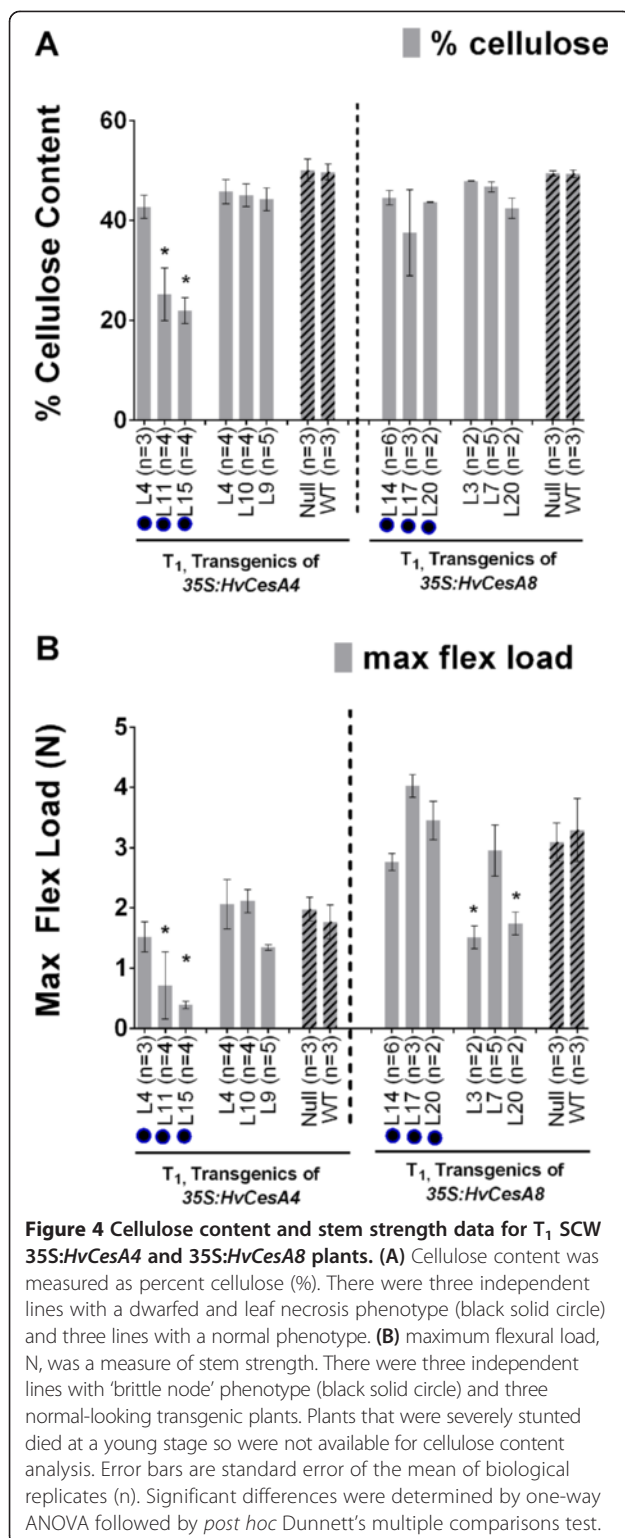 A
% cellulose
% Cellulose Content
60
40
20
0
* *
L4 (n=3)
L11 (n=4)
L15 (n=4)
L4 (n=4)
L10 (n=4)
L9 (n=5)
Null (n=3)
WT (n=3)
L14 (n=6)
L17 (n=3)
L20 (n=2)
L3 (n=2)
L7 (n=5)
L20 (n=2)
Null (n=3)
WT (n=3)
T1, Transgenics of
35S:HvCesA4
T1, Transgenics of
35S:HvCesA8
B
max flex load
Max Flex Load (N)
5
4
3
2
1
0
* *
* *
L4 (n=3)
L11 (n=4)
L15 (n=4)
L4 (n=4)
L10 (n=4)
L9 (n=5)
Null (n=3)
WT (n=3)
L14 (n=6)
L17 (n=3)
L20 (n=2)
L3 (n=2)
L7 (n=5)
L20 (n=2)
Null (n=3)
WT (n=3)
T1, Transgenics of
35S:HvCesA4
T1, Transgenics of
35S:HvCesA8
Figure 4 Cellulose content and stem strength data for T1 SCW
35S:HvCesA4 and 35S:HvCesA8 plants. (A) Cellulose content was
measured as percent cellulose (%). There were three independent
lines with a dwarfed and leaf necrosis phenotype (black solid circle)
and three lines with a normal phenotype. (B) maximum flexural load,
N, was a measure of stem strength. There were three independent
lines with ‘brittle node’ phenotype (black solid circle) and three
normal-looking transgenic plants. Plants that were severely stunted
died at a young stage so were not available for cellulose content
analysis. Error bars are standard error of the mean of biological
replicates (n). Significant differences were determined by one-way
ANOVA followed by post hoc Dunnett’s multiple comparisons test.